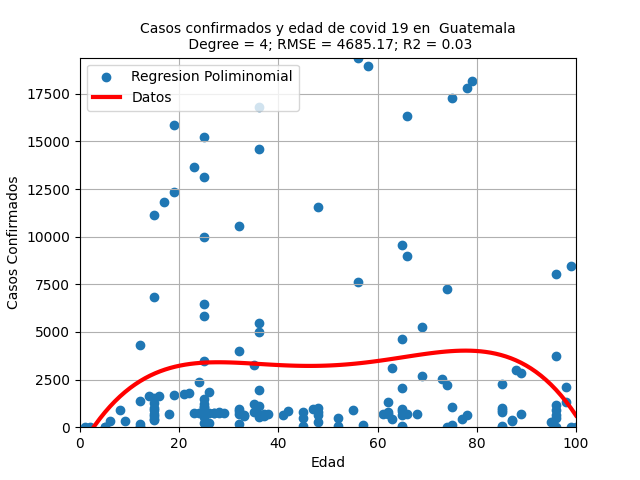 Casos confirmados y edad de covid 19 en  Guatemala
Degree = 4; RMSE = 4685.17; R2 = 0.03
Regresion Poliminomial
Datos
17500
15000
12500
10000
7500
5000
2500
0
Casos Confirmados
0 20 40 60 80 100
Edad